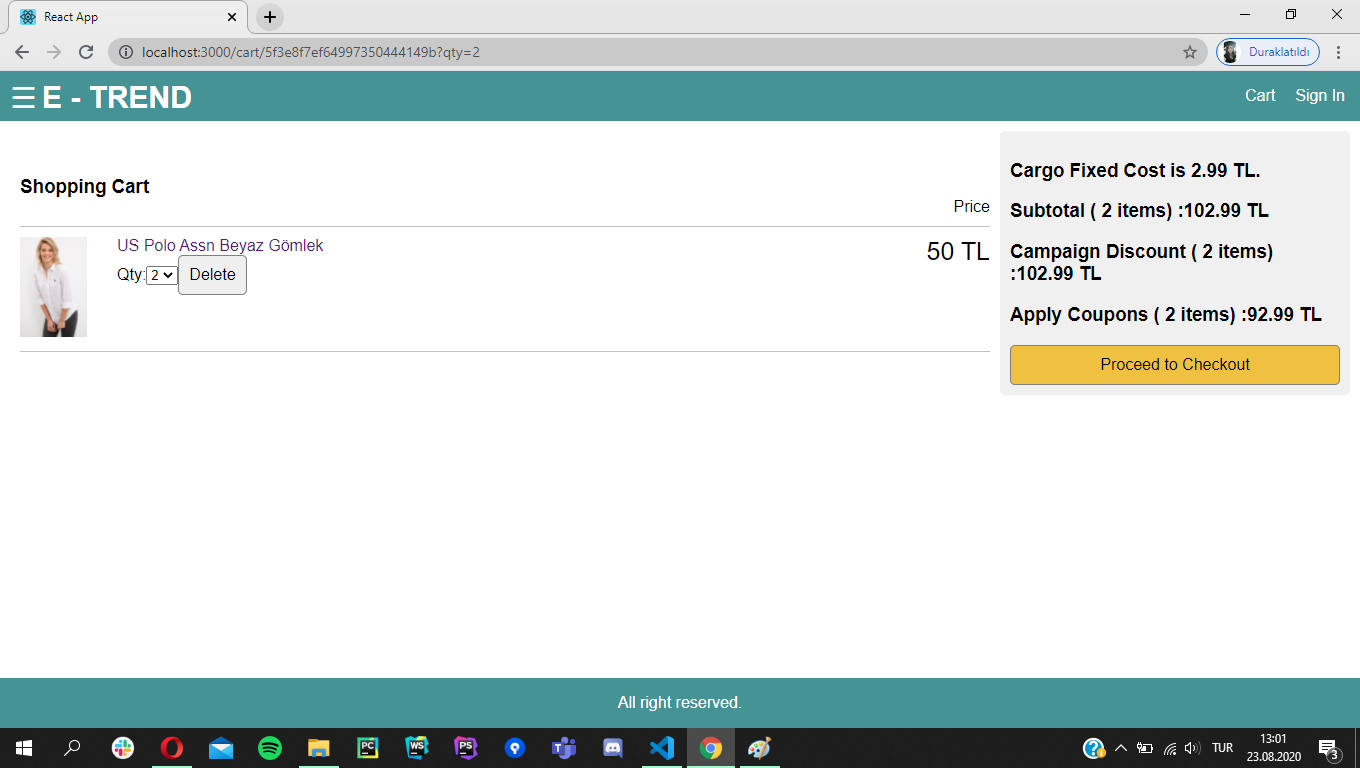 React App
localhost:3000/cart/5f3e8f7ef64997350444149b?qty=2
Duraklatıldı
☰ E - TREND
Cart
Sign In
Shopping Cart
Price
US Polo Assn Beyaz Gömlek
50 TL
Qty: 2 Delete
Cargo Fixed Cost is 2.99 TL.
Subtotal ( 2 items) :102.99 TL
Campaign Discount ( 2 items)
:102.99 TL
Apply Coupons ( 2 items) :92.99 TL
Proceed to Checkout
All right reserved.
PC
WS
PS
TUR
13:01
23.08.2020
3